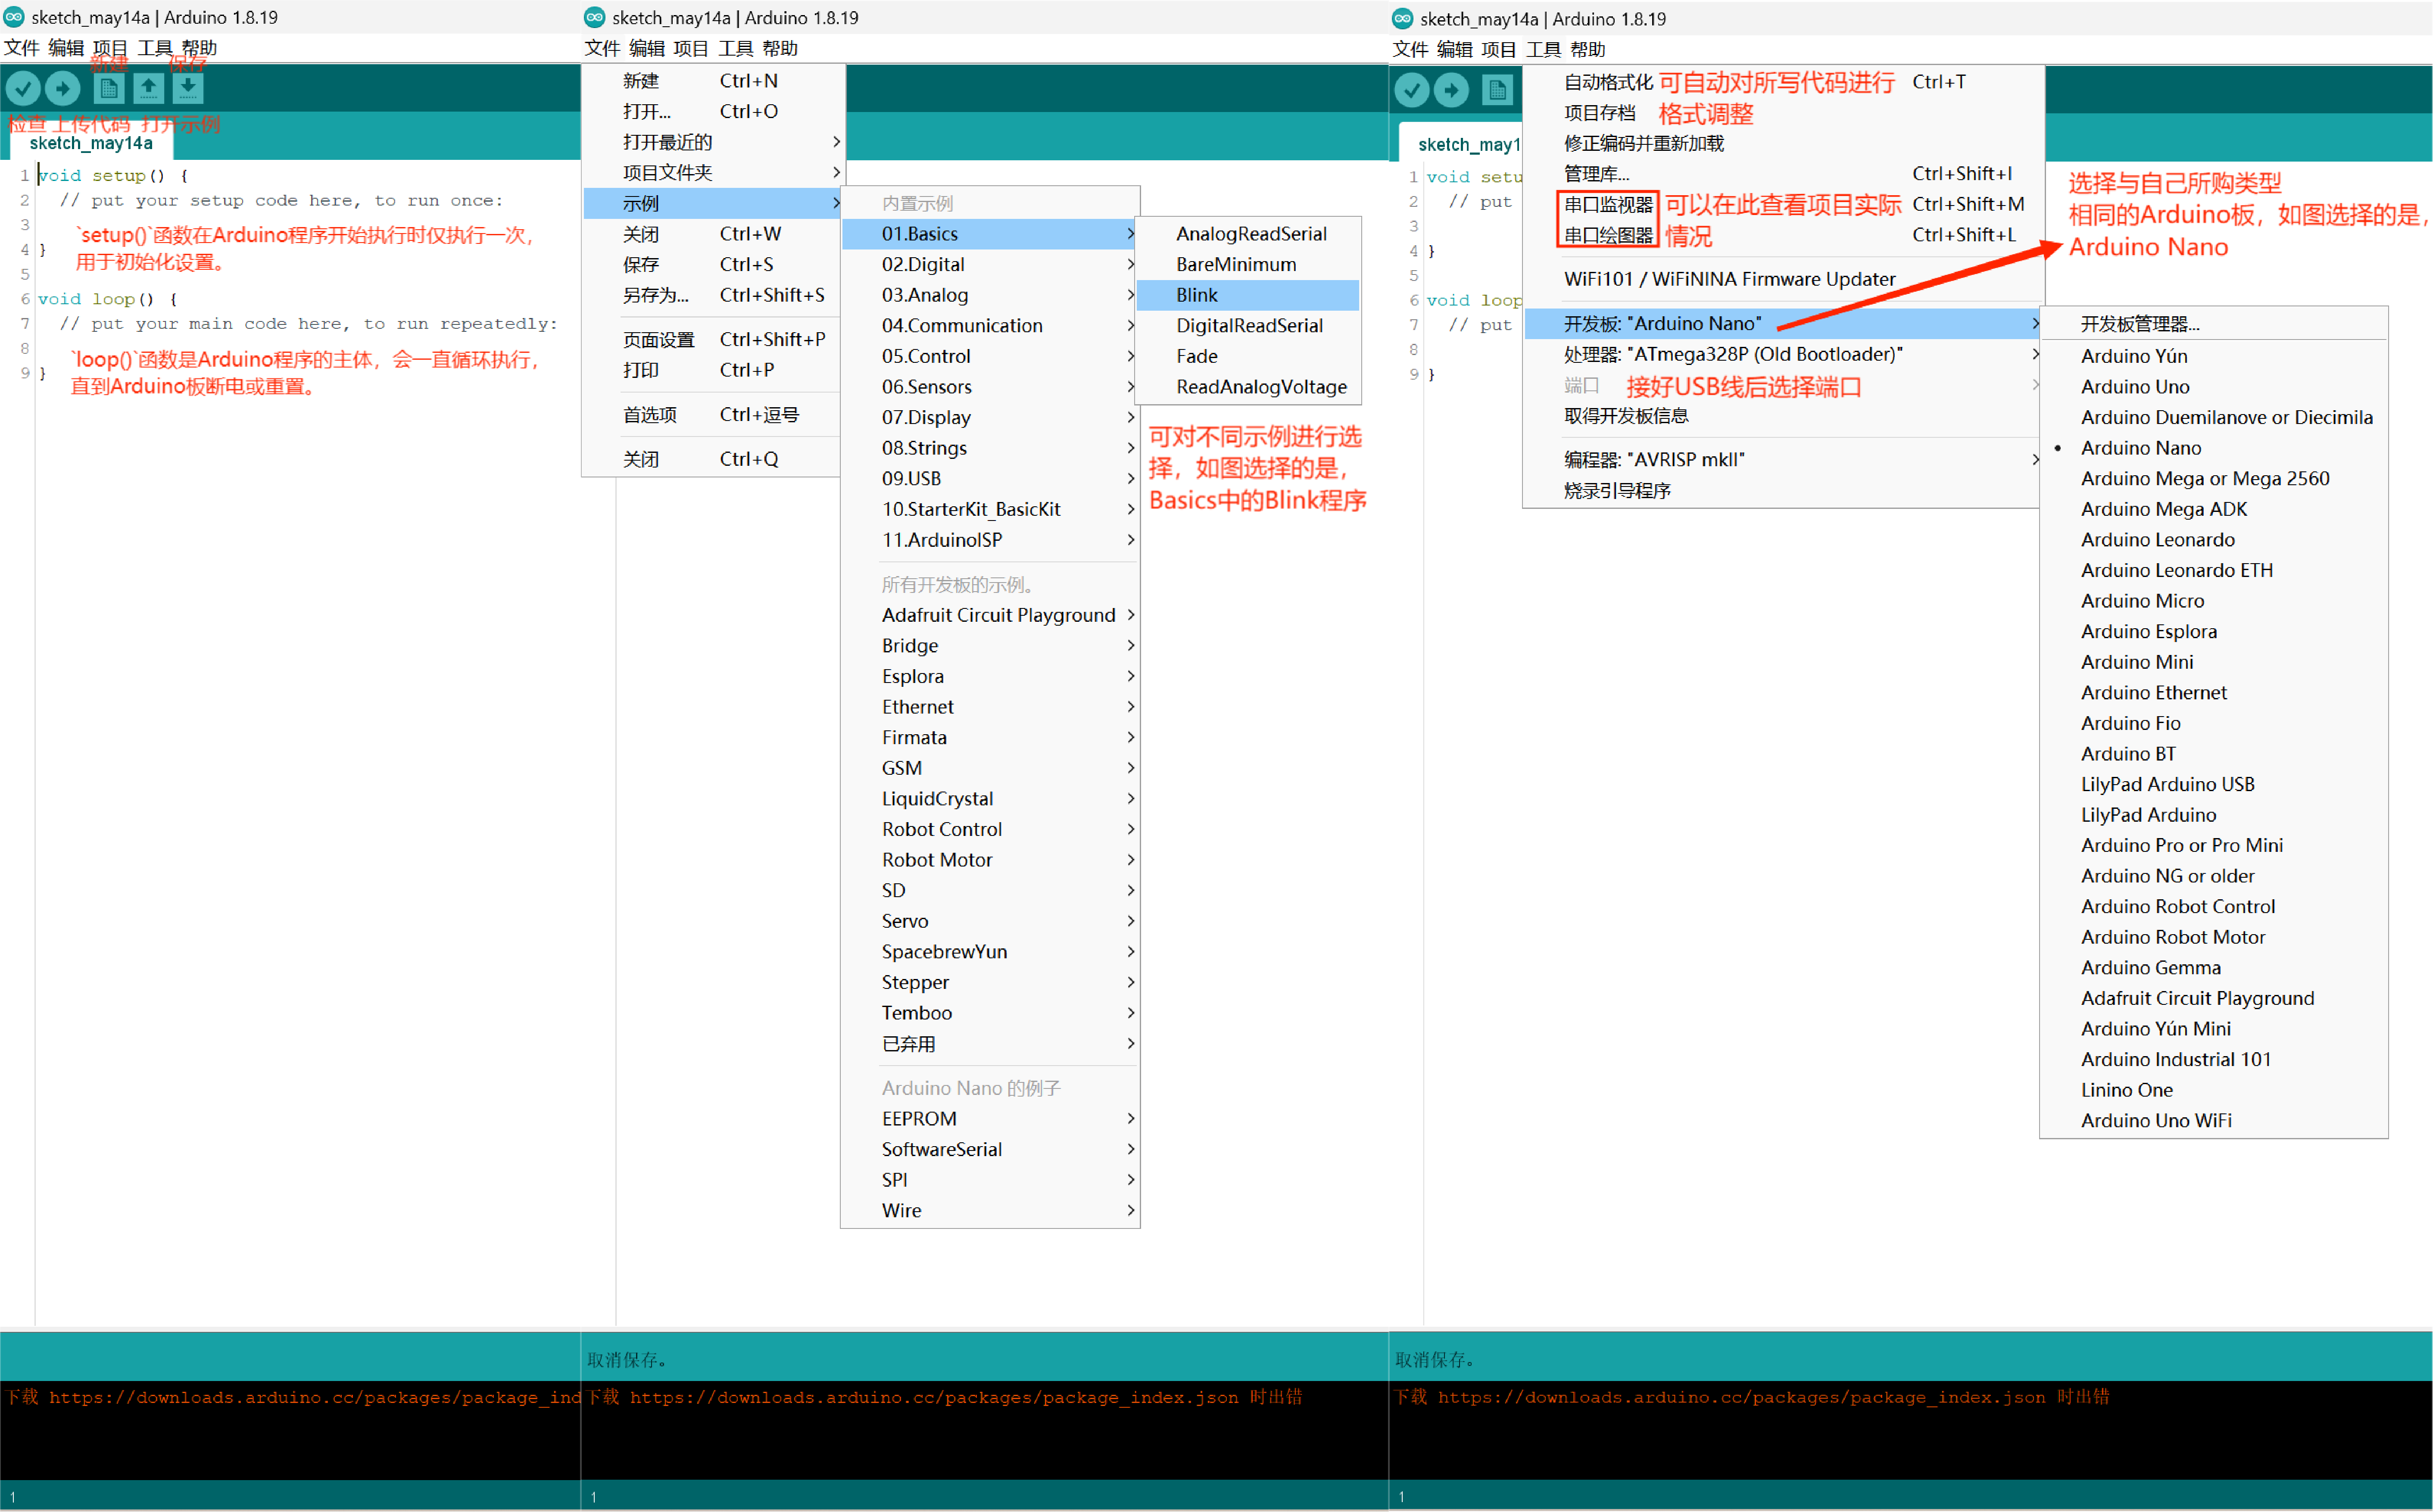 sketch_may14a | Arduino 1.8.19
文件 编辑 项目 工具 帮助
新建 保存
检查 上传代码 打开示例
sketch_may14a
1 void setup() {
2 // put your setup code here, to run once:
3
`setup()`函数在Arduino程序开始执行时仅执行一次，
4 }
用于初始化设置。
5
6 void loop() {
7 // put your main code here, to run repeatedly:
8
`loop()`函数是Arduino程序的主体，会一直循环执行，
9 }
直到Arduino板断电或重置。
下载 https://downloads.arduino.cc/packages/package_ind
1
sketch_may14a | Arduino 1.8.19
文件 编辑 项目 工具 帮助
新建 Ctrl+N
打开... Ctrl+O
打开最近的
项目文件夹
示例
关闭 Ctrl+W
保存 Ctrl+S
另存为... Ctrl+Shift+S
页面设置 Ctrl+Shift+P
打印 Ctrl+P
首选项 Ctrl+逗号
关闭 Ctrl+Q
内置示例
01.Basics
02.Digital
03.Analog
04.Communication
05.Control
06.Sensors
07.Display
08.Strings
09.USB
10.StarterKit_BasicKit
11.ArduinoISP
所有开发板的示例。
Adafruit Circuit Playground
Bridge
Esplora
Ethernet
Firmata
GSM
LiquidCrystal
Robot Control
Robot Motor
SD
Servo
SpacebrewYun
Stepper
Temboo
已弃用
Arduino Nano 的例子
EEPROM
SoftwareSerial
SPI
Wire
AnalogReadSerial
BareMinimum
Blink
DigitalReadSerial
Fade
ReadAnalogVoltage
可对不同示例进行选
择，如图选择的是，
Basics中的Blink程序
取消保存。
下载 https://downloads.arduino.cc/packages/package_index.json 时出错
1
sketch_may14a | Arduino 1.8.19
文件 编辑 项目 工具 帮助
sketch_may1
1 void setu
2 // put
3
4 }
5
6 void loop
7 // put
8
9 }
自动格式化 可自动对所写代码进行 Ctrl+T
项目存档 格式调整
修正编码并重新加载
管理库... Ctrl+Shift+I
串口监视器 可以在此查看项目实际 Ctrl+Shift+M
串口绘图器 情况 Ctrl+Shift+L
WiFi101 / WiFiNINA Firmware Updater
开发板: "Arduino Nano"
处理器: "ATmega328P (Old Bootloader)"
端口 接好USB线后选择端口
取得开发板信息
编程器: "AVRISP mkII"
烧录引导程序
选择与自己所购类型
相同的Arduino板，如图选择的是，
Arduino Nano
开发板管理器...
Arduino Yún
Arduino Uno
Arduino Duemilanove or Diecimila
Arduino Nano
Arduino Mega or Mega 2560
Arduino Mega ADK
Arduino Leonardo
Arduino Leonardo ETH
Arduino Micro
Arduino Esplora
Arduino Mini
Arduino Ethernet
Arduino Fio
Arduino BT
LilyPad Arduino USB
LilyPad Arduino
Arduino Pro or Pro Mini
Arduino NG or older
Arduino Robot Control
Arduino Robot Motor
Arduino Gemma
Adafruit Circuit Playground
Arduino Yún Mini
Arduino Industrial 101
Linino One
Arduino Uno WiFi
取消保存。
下载 https://downloads.arduino.cc/packages/package_index.json 时出错
1